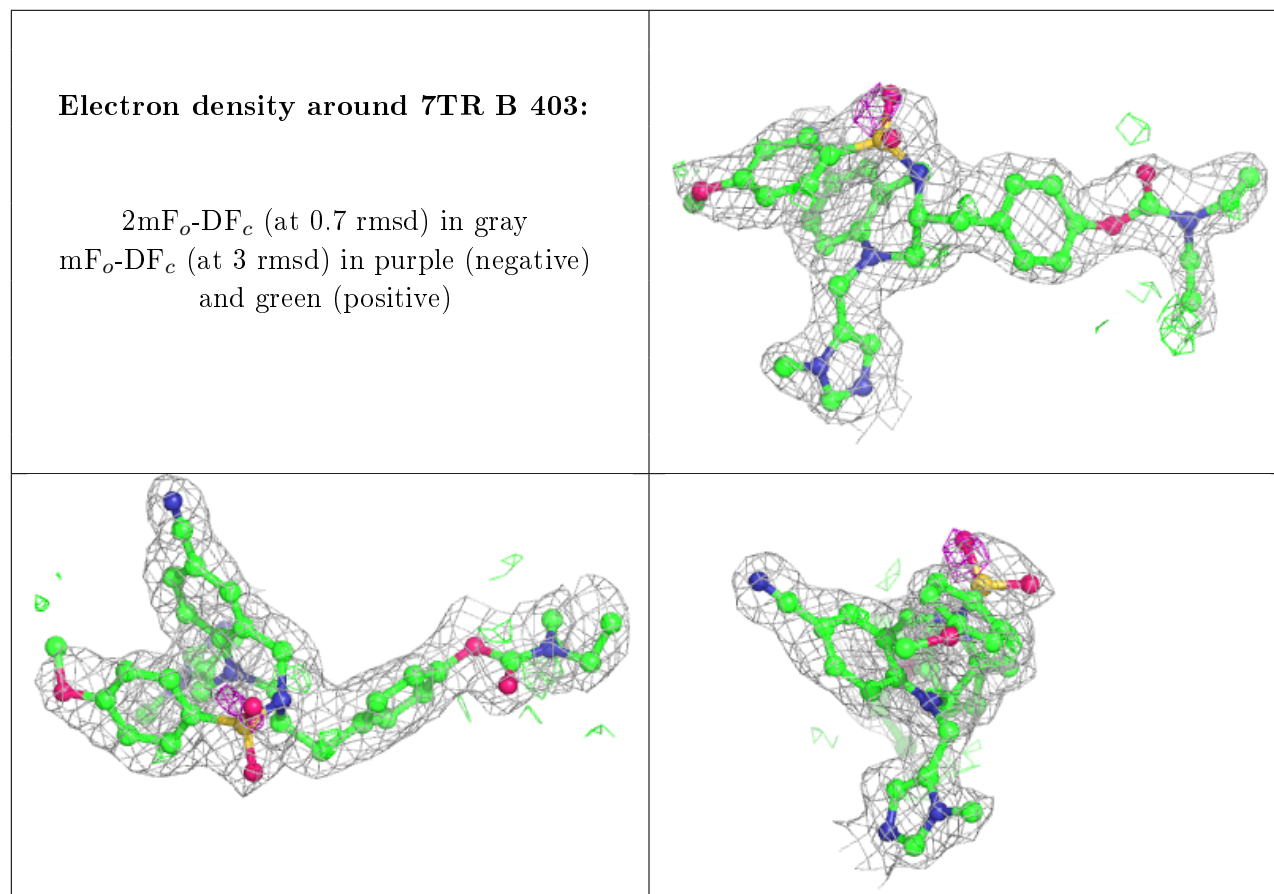 Electron density around 7TR B 403:
2mFo-DFc (at 0.7 rmsd) in gray
mFo-DFc (at 3 rmsd) in purple (negative)
and green (positive)